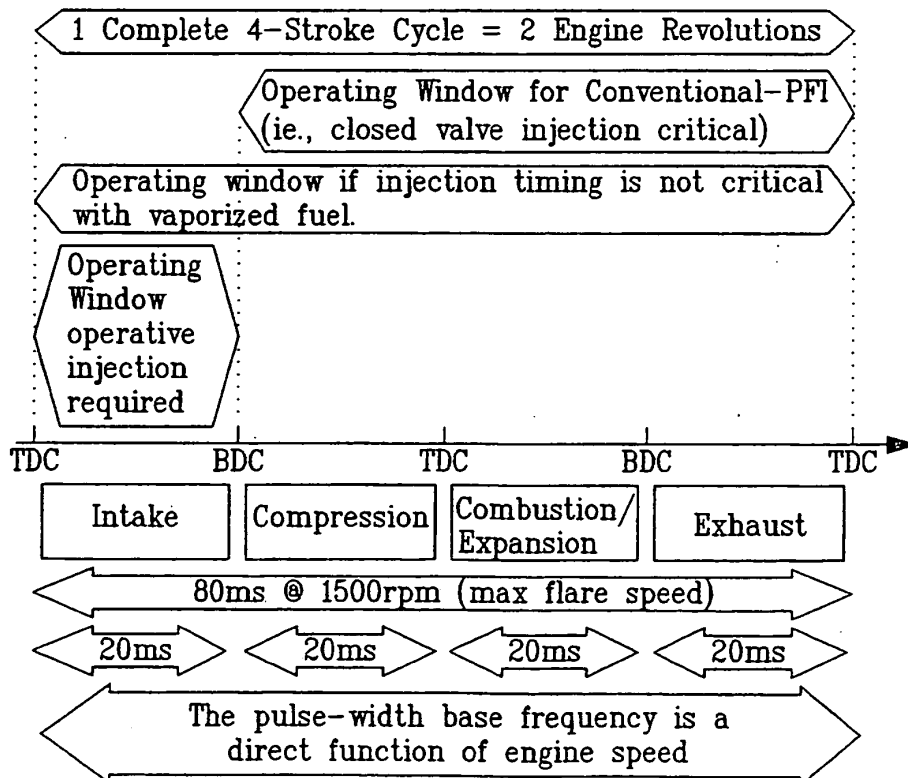 1 Complete 4-Stroke Cycle = 2 Engine Revolutions
Operating Window for Conventional-PFI
(ie., closed valve injection critical)
Operating window if injection timing is not critical
with vaporized fuel.
Operating
Window
operative
injection
required
TDC BDC TDC BDC TDC
Intake Compression Combustion/ Exhaust
Expansion
80ms @ 1500rpm (max flare speed)
20ms 20ms 20ms 20ms
The pulse-width base frequency is a
direct function of engine speed